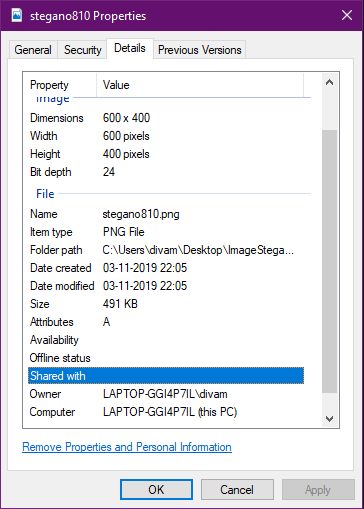 stegano810 Properties
General Security Details Previous Versions
Property Value
Image
Dimensions 600 x 400
Width 600 pixels
Height 400 pixels
Bit depth 24
File
Name stegano810.png
Item type PNG File
Folder path C:\Users\divam\Desktop\ImageStega...
Date created 03-11-2019 22:05
Date modified 03-11-2019 22:05
Size 491 KB
Attributes A
Availability
Offline status
Shared with
Owner LAPTOP-GGI4P7IL\divam
Computer LAPTOP-GGI4P7IL (this PC)
Remove Properties and Personal Information
OK Cancel Apply